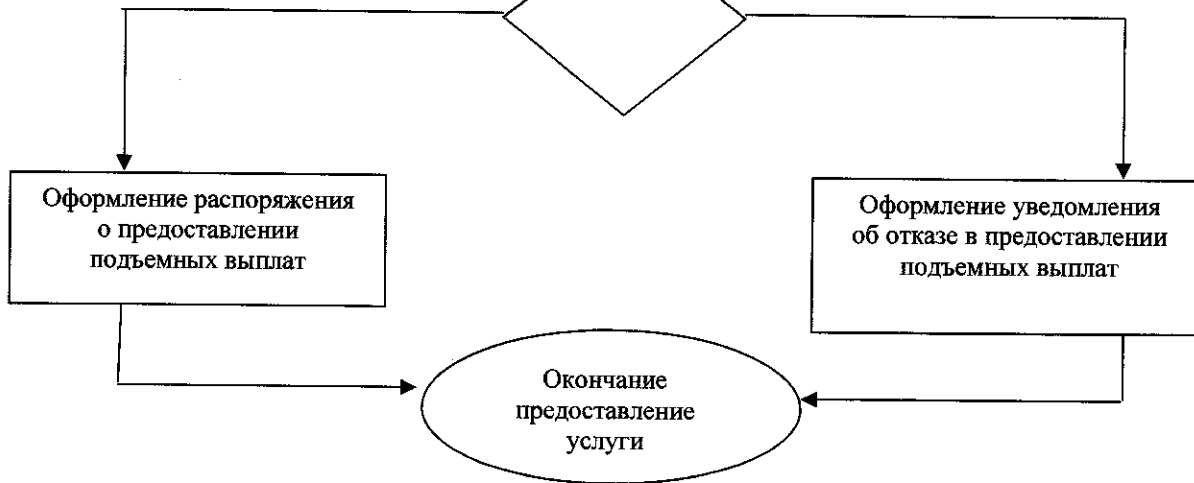 Оформление распоряжения
о предоставлении
подъемных выплат
Оформление уведомления
об отказе в предоставлении
подъемных выплат
Окончание
предоставление
услуги